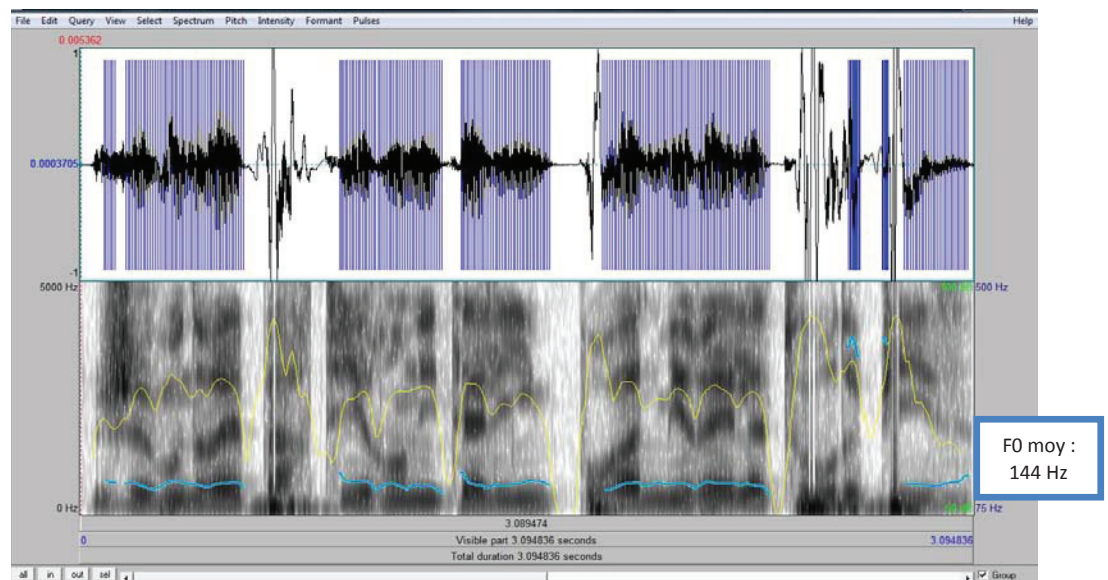 File Edit Query View Select Spectrum Pitch Intensity Formant Pulses Help
0.005362
1
0.0003705
-1
5000 Hz
500 Hz
F0 moy :
144 Hz
0 Hz
75 Hz
3.089474
0 Visible part 3.094836 seconds 3.094836
Total duration 3.094836 seconds
all in out sel Group